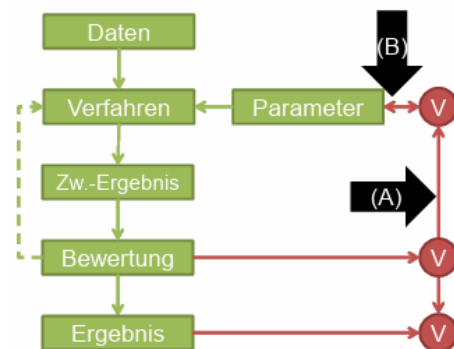 Daten
(B)
Verfahren
Parameter
V
Zw.-Ergebnis
(A)
Bewertung
V
Ergebnis
V